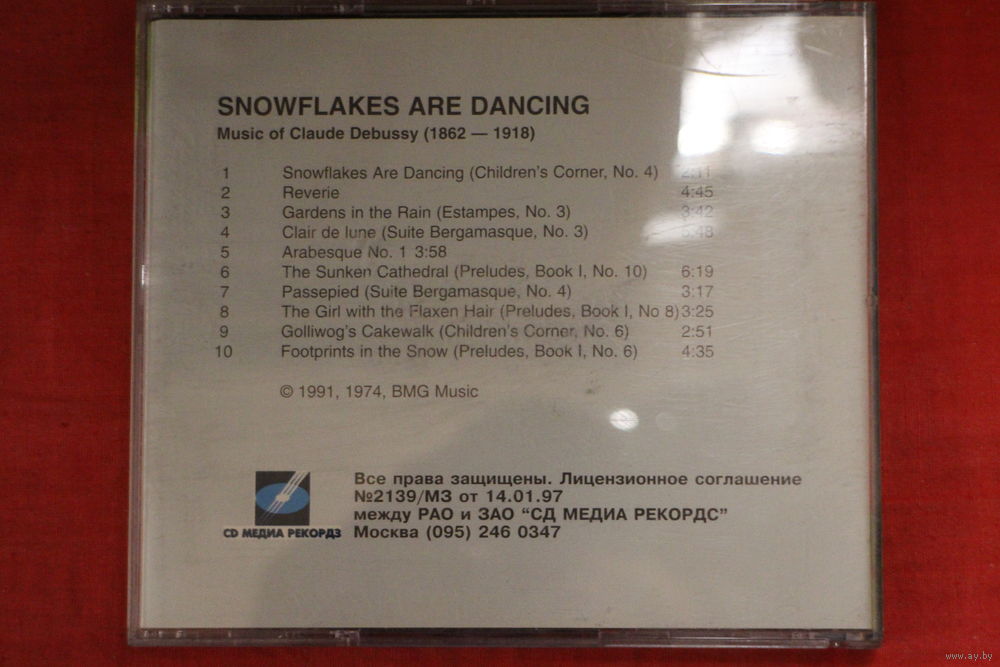 SNOWFLAKES ARE DANCING
Music of Claude Debussy (1862 — 1918)
1 Snowflakes Are Dancing (Children's Corner, No. 4) 2:11
2 Reverie 4:45
3 Gardens in the Rain (Estampes, No. 3) 3:42
4 Clair de lune (Suite Bergamasque, No. 3) 5:48
5 Arabesque No. 1 3:58
6 The Sunken Cathedral (Preludes, Book I, No. 10) 6:19
7 Passepied (Suite Bergamasque, No. 4) 3:17
8 The Girl with the Flaxen Hair (Preludes, Book I, No 8) 3:25
9 Golliwog's Cakewalk (Children's Corner, No. 6) 2:51
10 Footprints in the Snow (Preludes, Book I, No. 6) 4:35
© 1991, 1974, BMG Music
Все права защищены. Лицензионное соглашение
№2139/МЗ от 14.01.97
между РАО и ЗАО “СД МЕДИА РЕКОРДС”
Москва (095) 246 0347
CD МЕДИА РЕКОРДЗ
www.ay.by